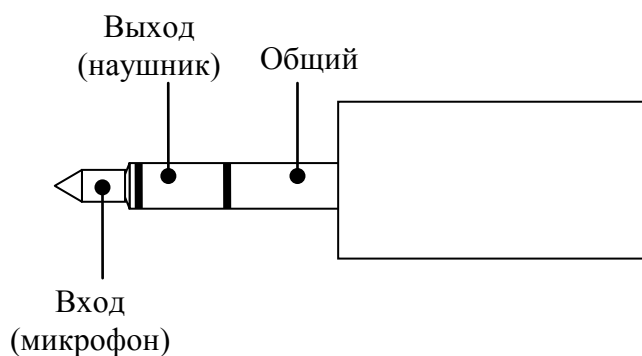 Выход
(наушник)
Общий
Вход
(микрофон)